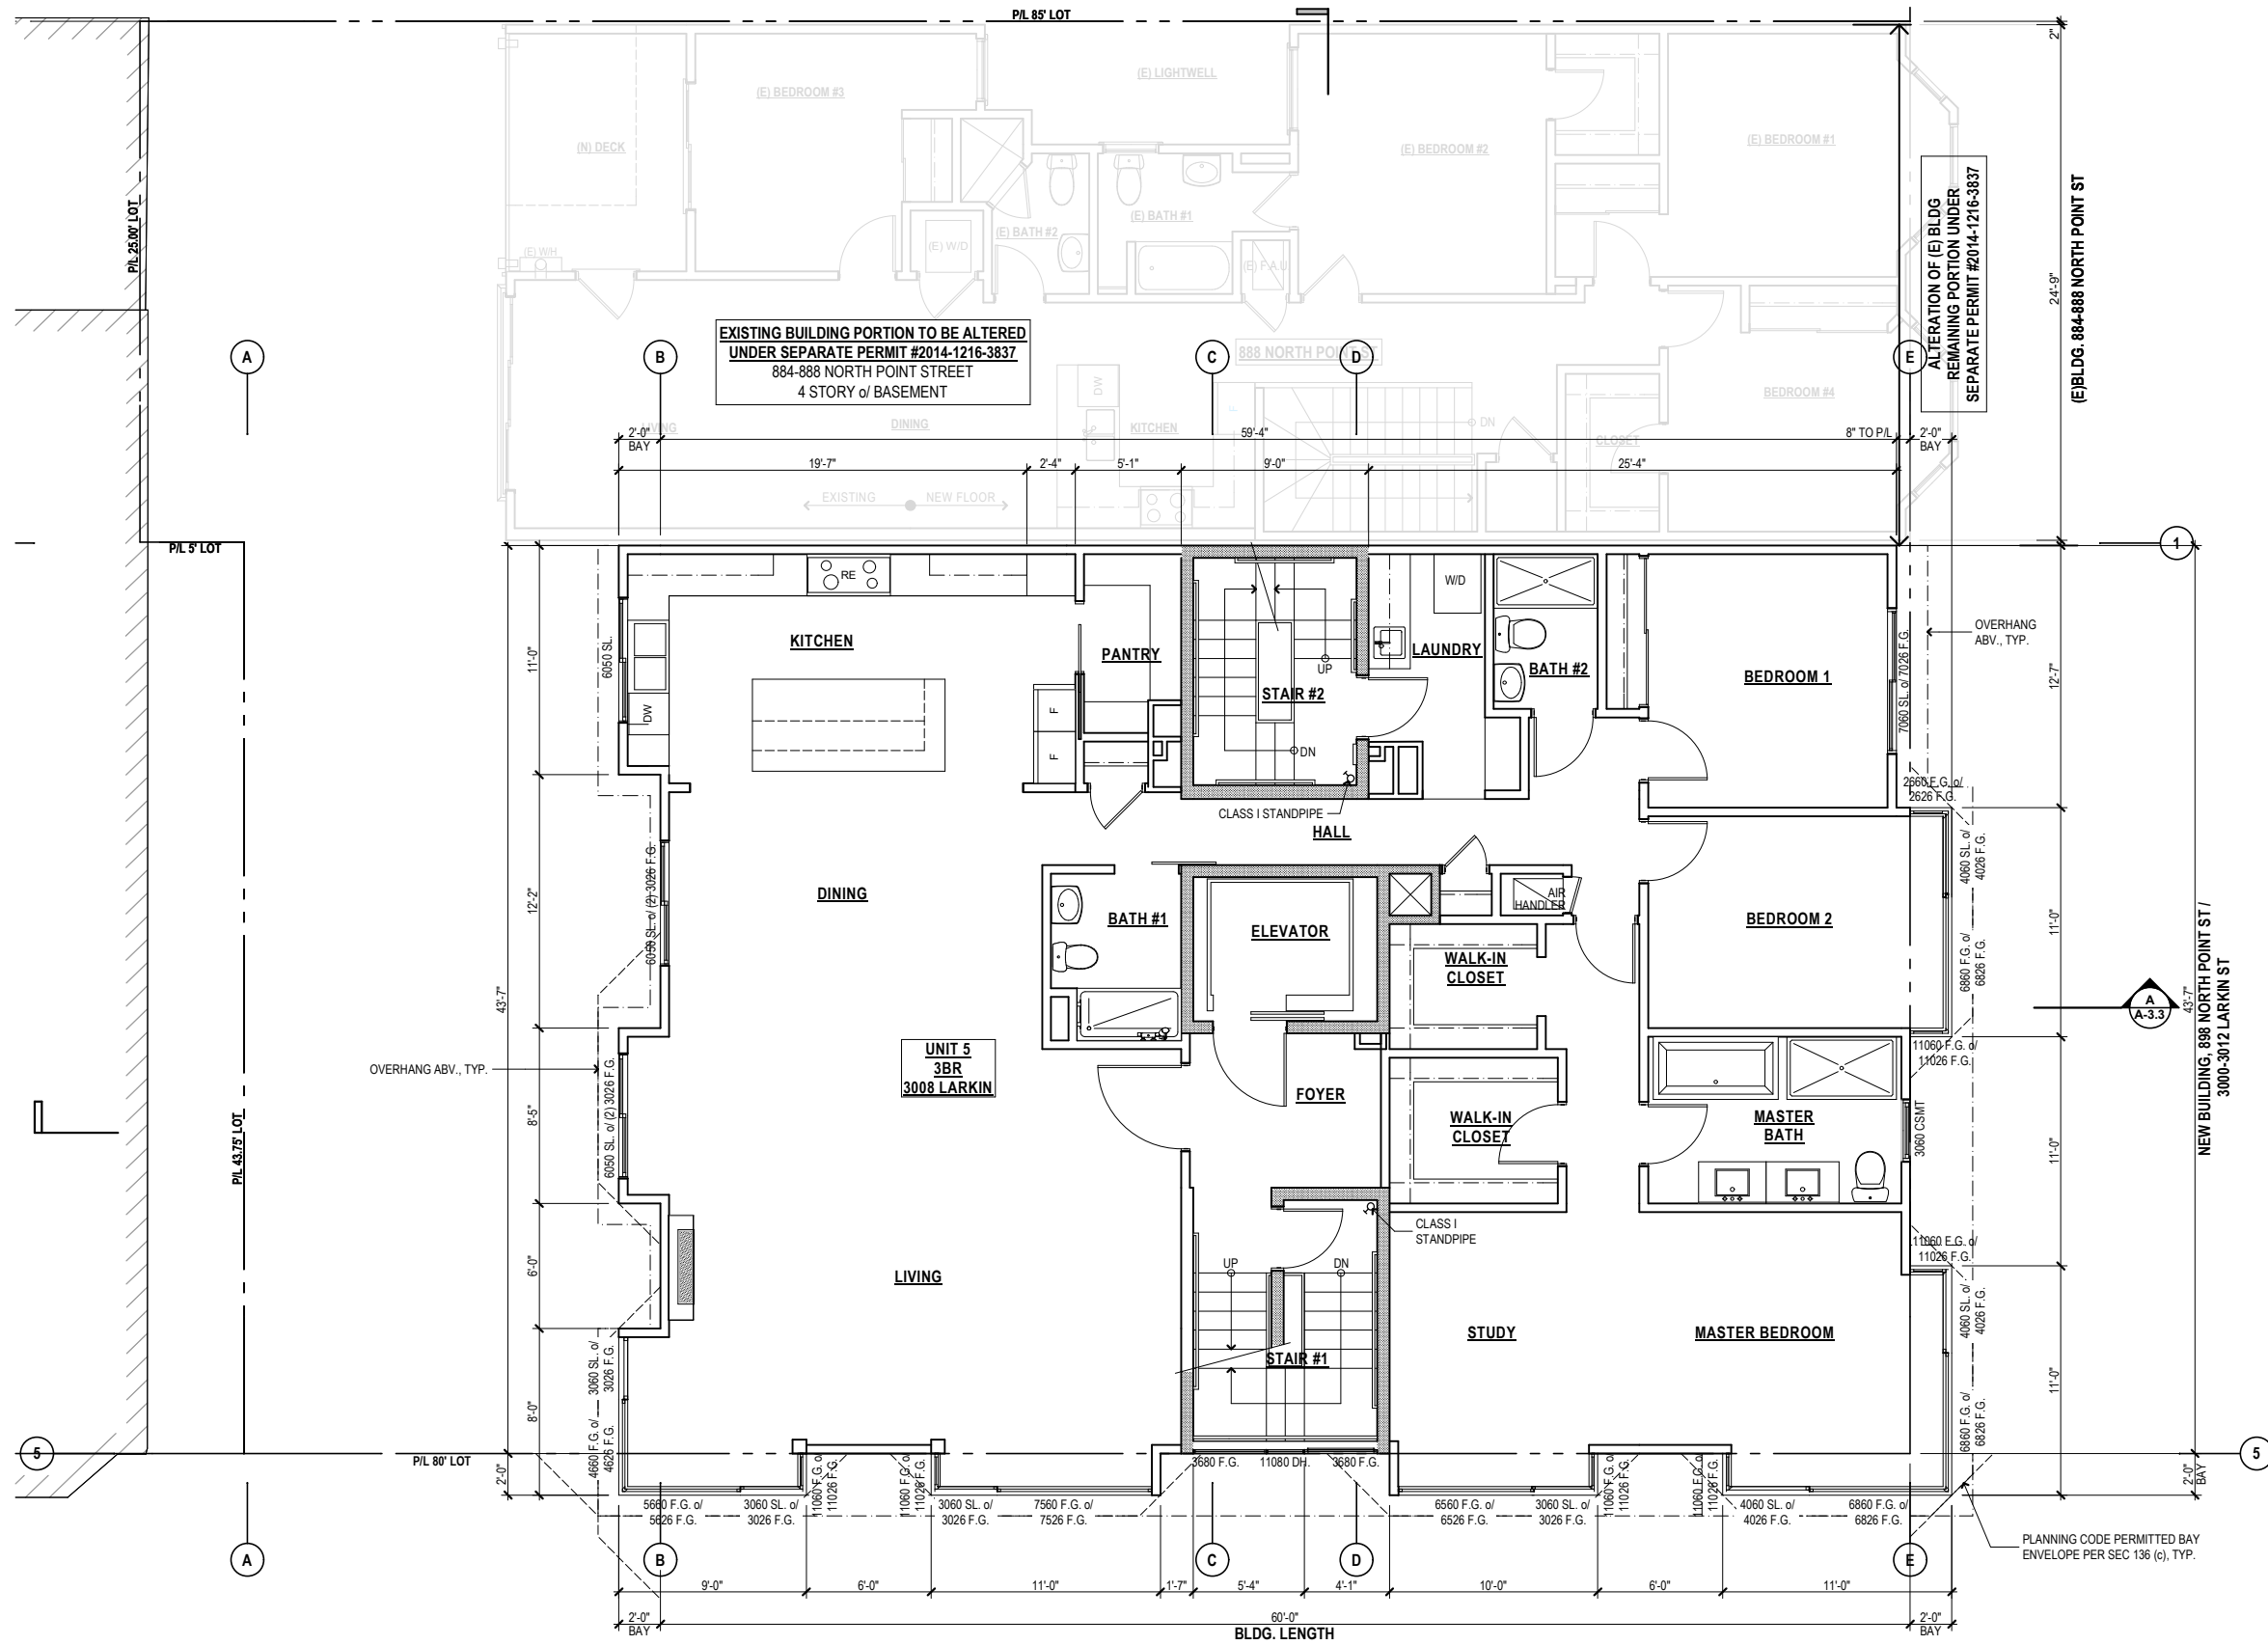 P/L 85' LOT
2"
(E) LIGHTWELL
(E) BEDROOM #3
(N) DECK
(E) BEDROOM #2
(E) BEDROOM #1
P/L 25.00' LOT
(E) BATH #1
(E) BATH #2
(E) W/D
(E) W/H
(E) F.A.U
ALTERATION OF (E) BLDG
REMAINING PORTION UNDER
SEPARATE PERMIT #2014-1216-3837
(E)BLDG. 884-888 NORTH POINT ST
24'-9"
EXISTING BUILDING PORTION TO BE ALTERED
UNDER SEPARATE PERMIT #2014-1216-3837
884-888 NORTH POINT STREET
4 STORY o/ BASEMENT
A
B
C
888 NORTH POINT ST
D
E
DW
F
BEDROOM #4
LIVING
DINING
KITCHEN
DN
CLOSET
2'-0"
BAY
59'-4"
8" TO P/L
2'-0"
BAY
19'-7"
2'-4"
5'-1"
9'-0"
25'-4"
EXISTING
NEW FLOOR
P/L 5' LOT
1
RE
W/D
OVERHANG
ABV., TYP.
KITCHEN
PANTRY
LAUNDRY
BATH #2
BEDROOM 1
6050 SL.
11'-0"
UP
STAIR #2
DW
F
F
DN
7060 SL. o/ 7026 F.G.
12'-7"
2660 F.G. o/
2626 F.G.
CLASS I STANDPIPE
HALL
4060 SL. o/
4026 F.G.
DINING
12'-2"
6050 SL. o/ (2) 3026 F.G.
BATH #1
ELEVATOR
AIR
HANDLER
BEDROOM 2
WALK-IN
CLOSET
6860 F.G. o/
6826 F.G.
11'-0"
43'-7"
43'-7"
NEW BUILDING, 898 NORTH POINT ST /
3000-3012 LARKIN ST
A
A-3.3
UNIT 5
3BR
3008 LARKIN
OVERHANG ABV., TYP.
11060 F.G. o/
11026 F.G.
FOYER
WALK-IN
CLOSET
MASTER
BATH
3060 CSMT
11'-0"
8'-5"
6050 SL. o/ (2) 3026 F.G.
P/L 43.75' LOT
CLASS I
STANDPIPE
11060 F.G. o/
11026 F.G.
6'-0"
LIVING
UP
DN
STAIR #1
STUDY
MASTER BEDROOM
4060 SL. o/
4026 F.G.
11'-0"
3060 SL. o/
3026 F.G.
4660 F.G. o/
4626 F.G.
8'-0"
6860 F.G. o/
6826 F.G.
5
P/L 80' LOT
2'-0"
3680 F.G.
11080 DH.
3680 F.G.
2'-0"
BAY
5
5660 F.G. o/
5626 F.G.
3060 SL. o/
3026 F.G.
11060 F.G. o/
11026 F.G.
11060 F.G. o/
11026 F.G.
3060 SL. o/
3026 F.G.
7560 F.G. o/
7526 F.G.
6560 F.G. o/
6526 F.G.
3060 SL. o/
3026 F.G.
11060 F.G. o/
11026 F.G.
11060 F.G. o/
11026 F.G.
4060 SL. o/
4026 F.G.
6860 F.G. o/
6826 F.G.
PLANNING CODE PERMITTED BAY
ENVELOPE PER SEC 136 (c), TYP.
A
B
C
D
E
9'-0"
6'-0"
11'-0"
1'-7"
5'-4"
4'-1"
10'-0"
6'-0"
11'-0"
2'-0"
BAY
60'-0"
BLDG. LENGTH
2'-0"
BAY